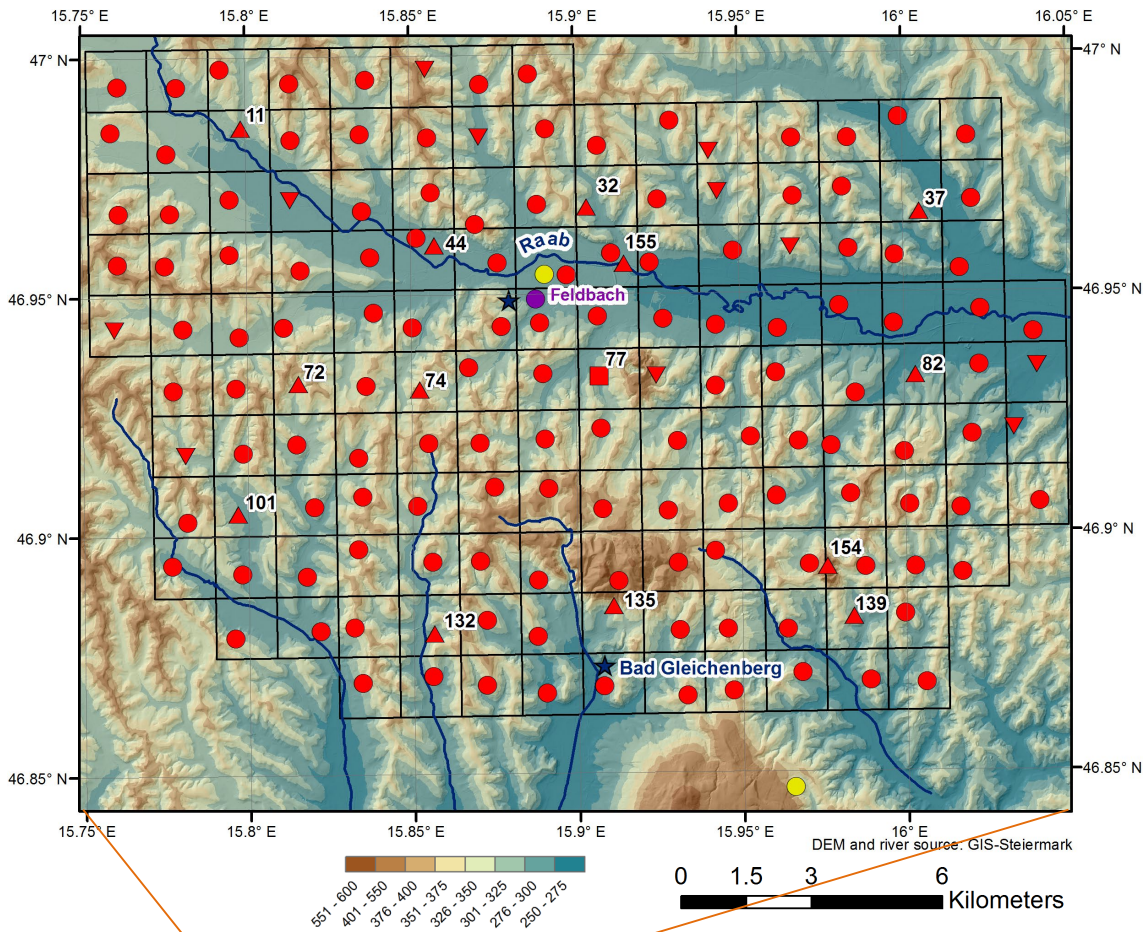 15.75° E 15.8° E 15.85° E 15.9° E 15.95° E 16° E 16.05° E
47° N 47° N
11
32
37
44
Raab
155
46.95° N 46.95° N
Feldbach
77
72
74
82
101
46.9° N 46.9° N
154
135
139
132
Bad Gleichenberg
46.85° N 46.85° N
15.75° E 15.8° E 15.85° E 15.9° E 15.95° E 16° E
DEM and river source: GIS-Steiermark
551 - 600
401 - 550
376 - 400
351 - 375
326 - 350
301 - 325
276 - 300
250 - 275
0 1.5 3 6
Kilometers